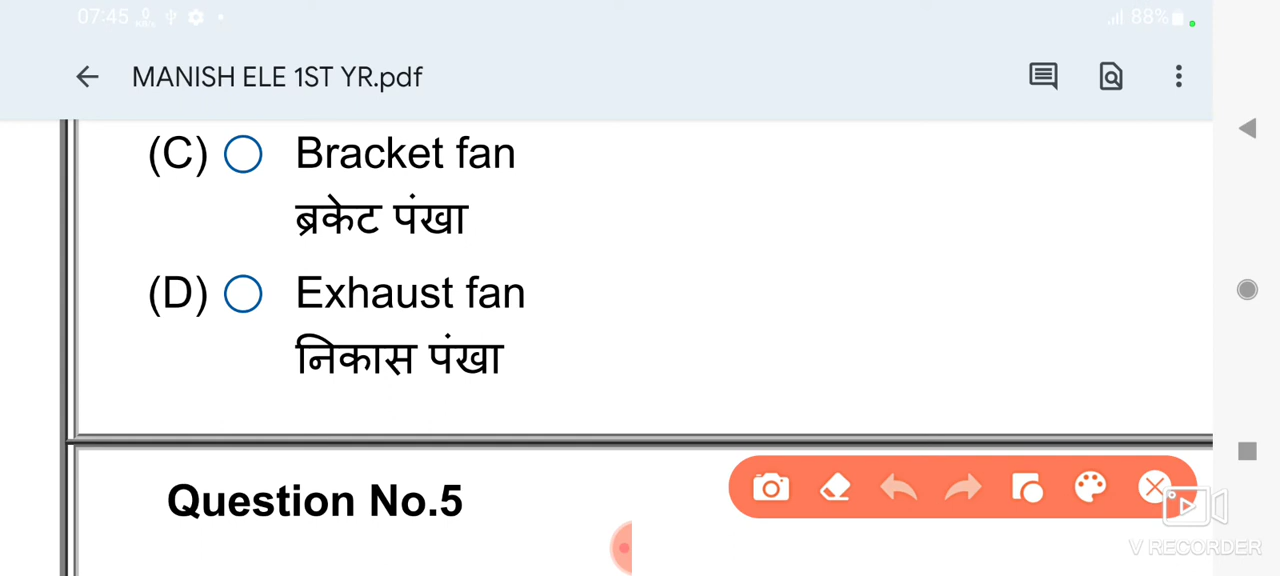 07:45 88%
MANISH ELE 1ST YR.pdf
(C) Bracket fan
ब्रकेट पंखा
(D) Exhaust fan
निकास पंखा
Question No.5
V RECORDER